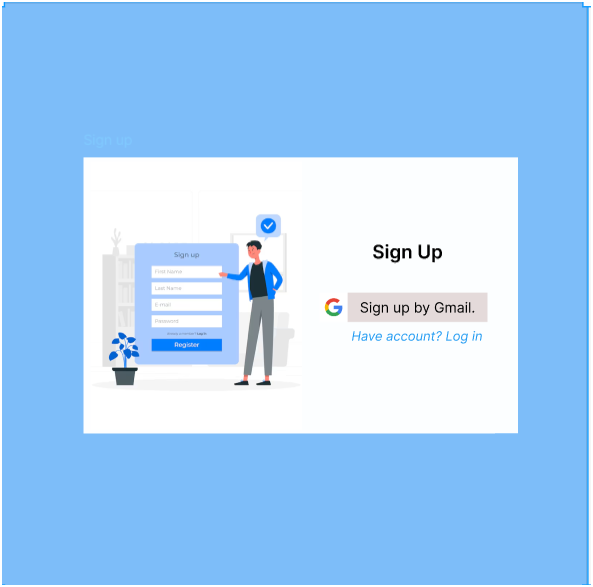 Sign up
Sign up
First Name
Last Name
E-mail
Password
Register
Sign Up
Sign up by Gmail.
Have account? Log in